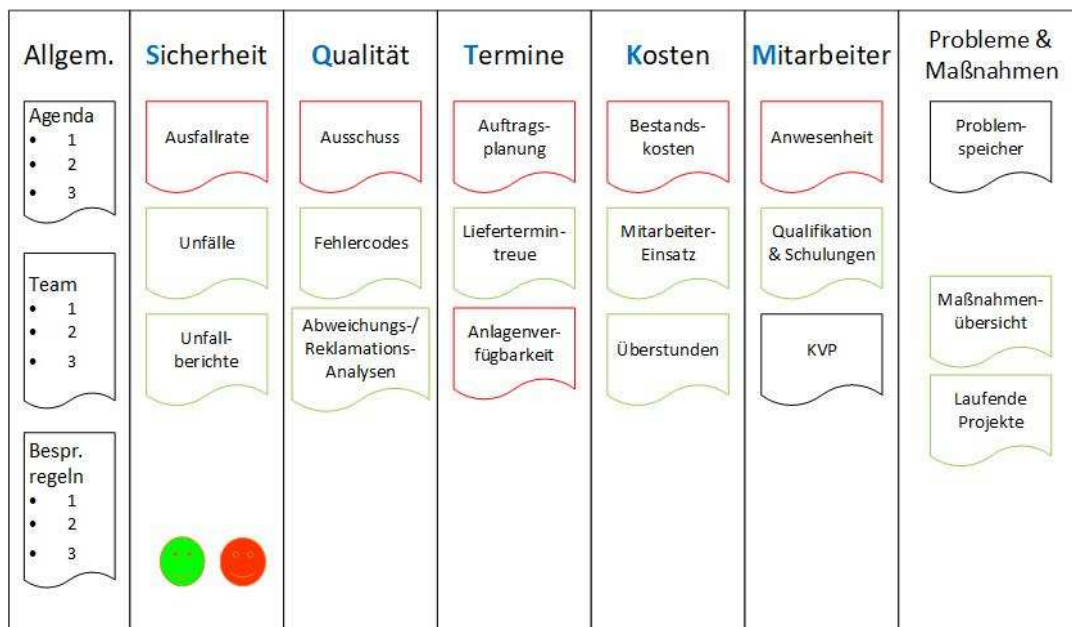 Allgem.
Agenda
• 1
• 2
• 3
Team
• 1
• 2
• 3
Bespr.
regeln
• 1
• 2
• 3
Sicherheit
Ausfallrate
Unfälle
Unfall-
berichte
Qualität
Ausschuss
Fehlercodes
Abweichungs-/
Reklamations-
Analysen
Termine
Auftrags-
planung
Liefertermin-
treue
Anlagenver-
fügbarkeit
Kosten
Bestands-
kosten
Mitarbeiter-
Einsatz
Überstunden
Mitarbeiter
Anwesenheit
Qualifikation
& Schulungen
KVP
Probleme &
Maßnahmen
Problem-
speicher
Maßnahmen-
übersicht
Laufende
Projekte